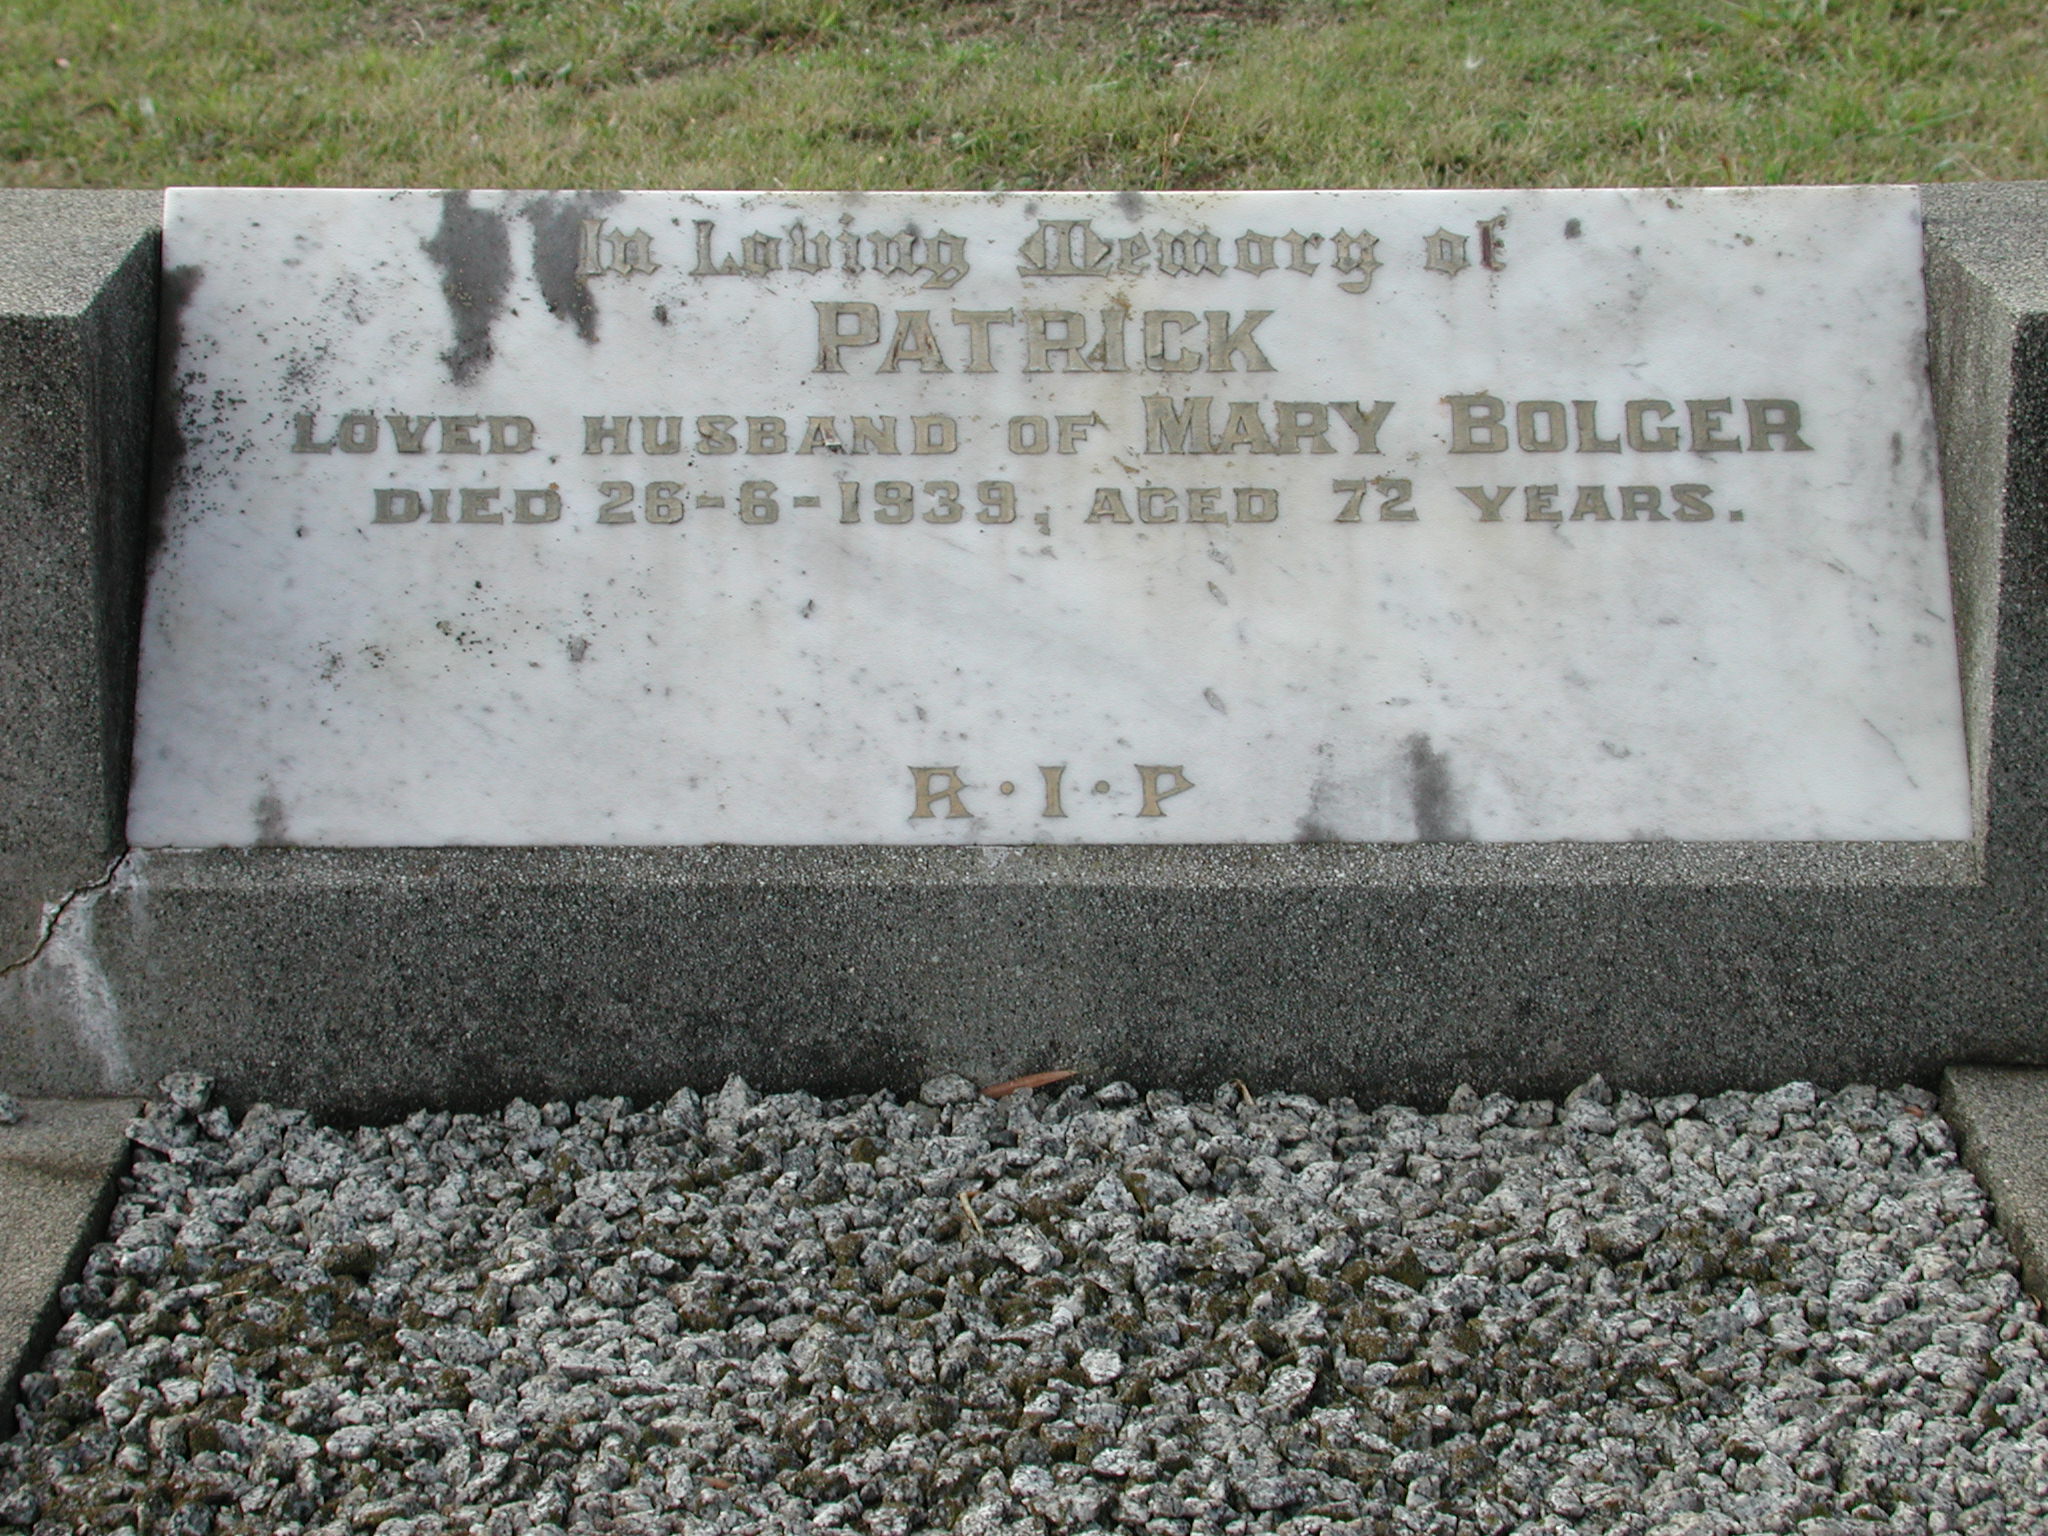 In Loving Memory of
PATRICK
LOVED HUSBAND OF MARY BOLGER
DIED 26-6-1939, AGED 72 YEARS.
R·I·P